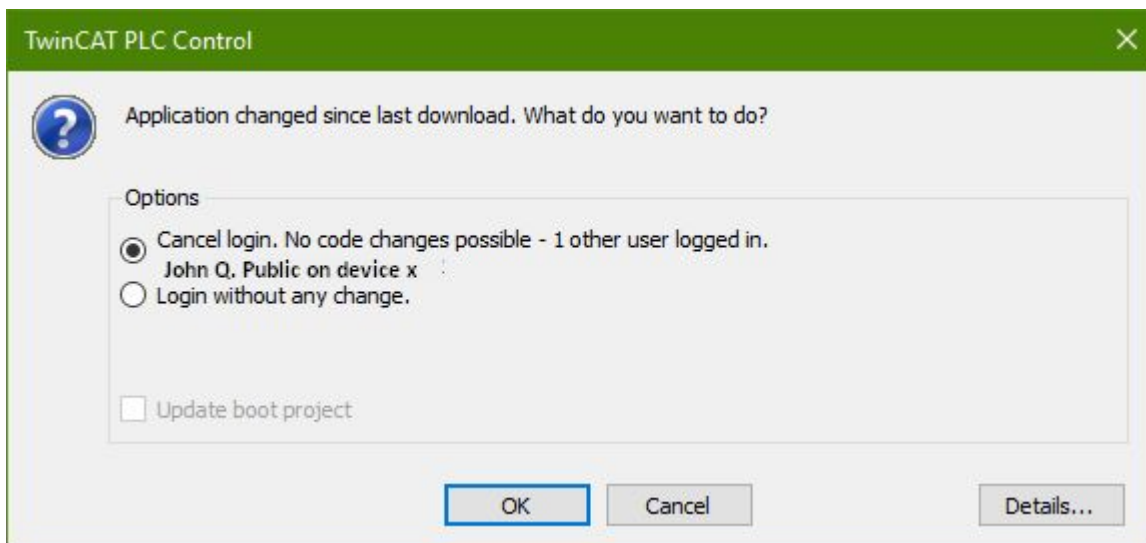 TwinCAT PLC Control
Application changed since last download. What do you want to do?
Options
Cancel login. No code changes possible - 1 other user logged in.
John Q. Public on device x
Login without any change.
Update boot project
OK Cancel Details...